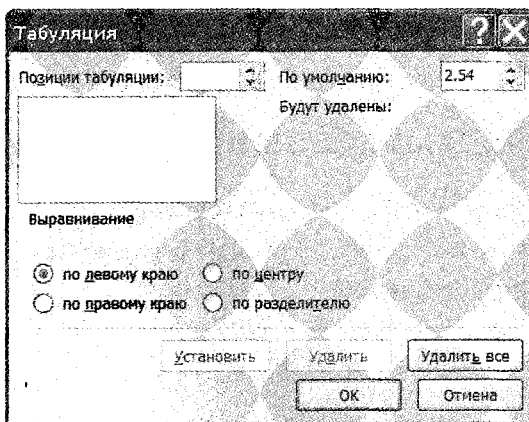 Табуляция ? X
Позиции табуляции: По умолчанию: 2.54
Будут удалены:
Выравнивание
по левому краю по центру
по правому краю по разделителю
Установить Удалить Удалить все
ОК Отмена